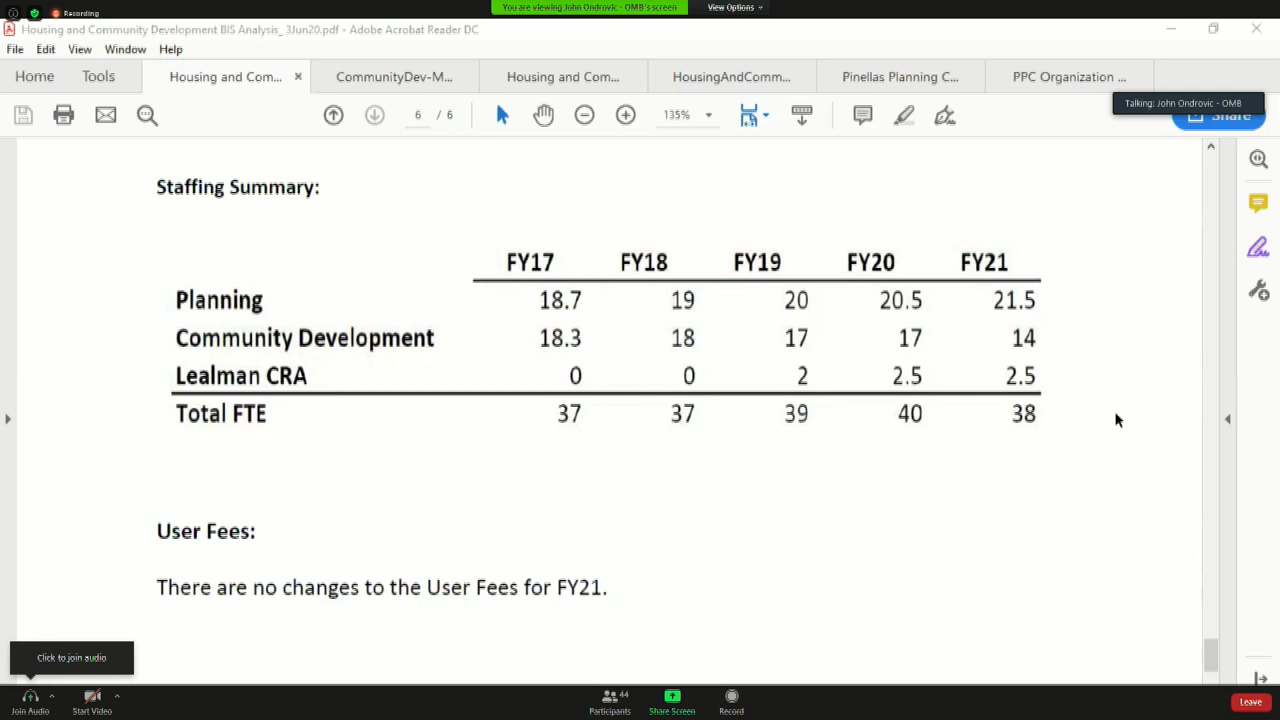 Recording
You are viewing John Ondrovic - OMB's screen
View Options
Housing and Community Development BIS Analysis_ 3Jun20.pdf - Adobe Acrobat Reader DC
File Edit View Window Help
Home Tools Housing and Com... × CommunityDev-M... Housing and Com... HousingAndComm... Pinellas Planning C... PPC Organization ...
Talking: John Ondrovic - OMB
6 / 6 135% Share
Staffing Summary:
FY17 FY18 FY19 FY20 FY21
Planning 18.7 19 20 20.5 21.5
Community Development 18.3 18 17 17 14
Lealman CRA 0 0 2 2.5 2.5
Total FTE 37 37 39 40 38
User Fees:
There are no changes to the User Fees for FY21.
Click to join audio
44
Join Audio Start Video Participants Share Screen Record Leave